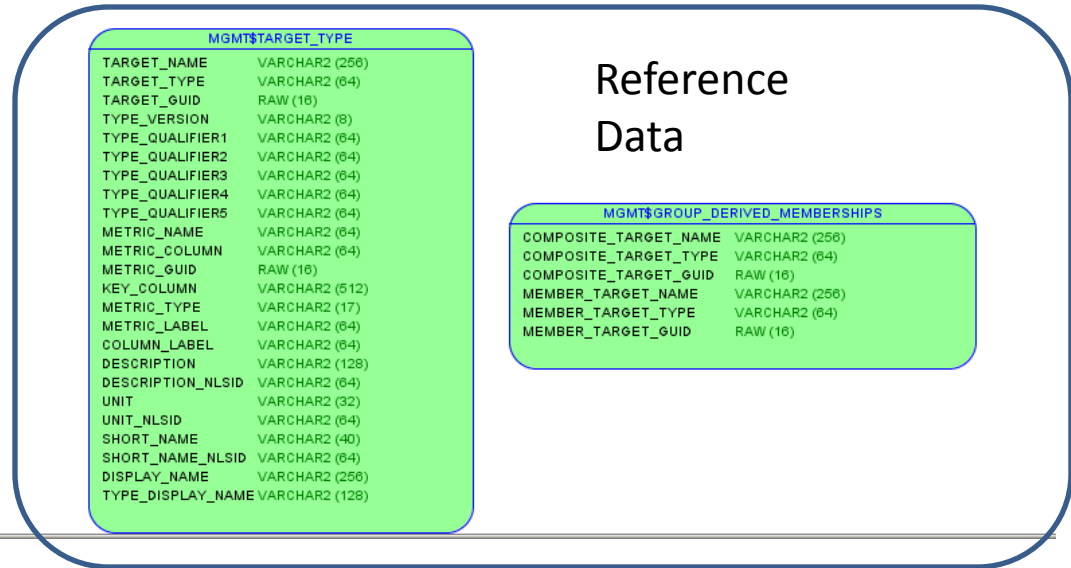 MGMT$TARGET_TYPE
TARGET_NAME VARCHAR2 (256)
TARGET_TYPE VARCHAR2 (64)
TARGET_GUID RAW (16)
TYPE_VERSION VARCHAR2 (8)
TYPE_QUALIFIER1 VARCHAR2 (64)
TYPE_QUALIFIER2 VARCHAR2 (64)
TYPE_QUALIFIER3 VARCHAR2 (64)
TYPE_QUALIFIER4 VARCHAR2 (64)
TYPE_QUALIFIER5 VARCHAR2 (64)
METRIC_NAME VARCHAR2 (64)
METRIC_COLUMN VARCHAR2 (64)
METRIC_GUID RAW (16)
KEY_COLUMN VARCHAR2 (512)
METRIC_TYPE VARCHAR2 (17)
METRIC_LABEL VARCHAR2 (64)
COLUMN_LABEL VARCHAR2 (64)
DESCRIPTION VARCHAR2 (128)
DESCRIPTION_NLSID VARCHAR2 (64)
UNIT VARCHAR2 (32)
UNIT_NLSID VARCHAR2 (64)
SHORT_NAME VARCHAR2 (40)
SHORT_NAME_NLSID VARCHAR2 (64)
DISPLAY_NAME VARCHAR2 (256)
TYPE_DISPLAY_NAME VARCHAR2 (128)
Reference
Data
MGMT$GROUP_DERIVED_MEMBERSHIPS
COMPOSITE_TARGET_NAME VARCHAR2 (256)
COMPOSITE_TARGET_TYPE VARCHAR2 (64)
COMPOSITE_TARGET_GUID RAW (16)
MEMBER_TARGET_NAME VARCHAR2 (256)
MEMBER_TARGET_TYPE VARCHAR2 (64)
MEMBER_TARGET_GUID RAW (16)